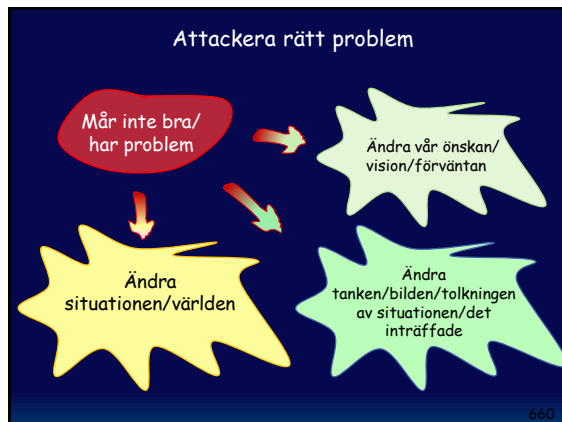 Attackera rätt problem
Mår inte bra/
har problem
Ändra vår önskan/
vision/förväntan
Ändra
situationen/världen
Ändra
tanken/bilden/tolkningen
av situationen/det
inträffade
660